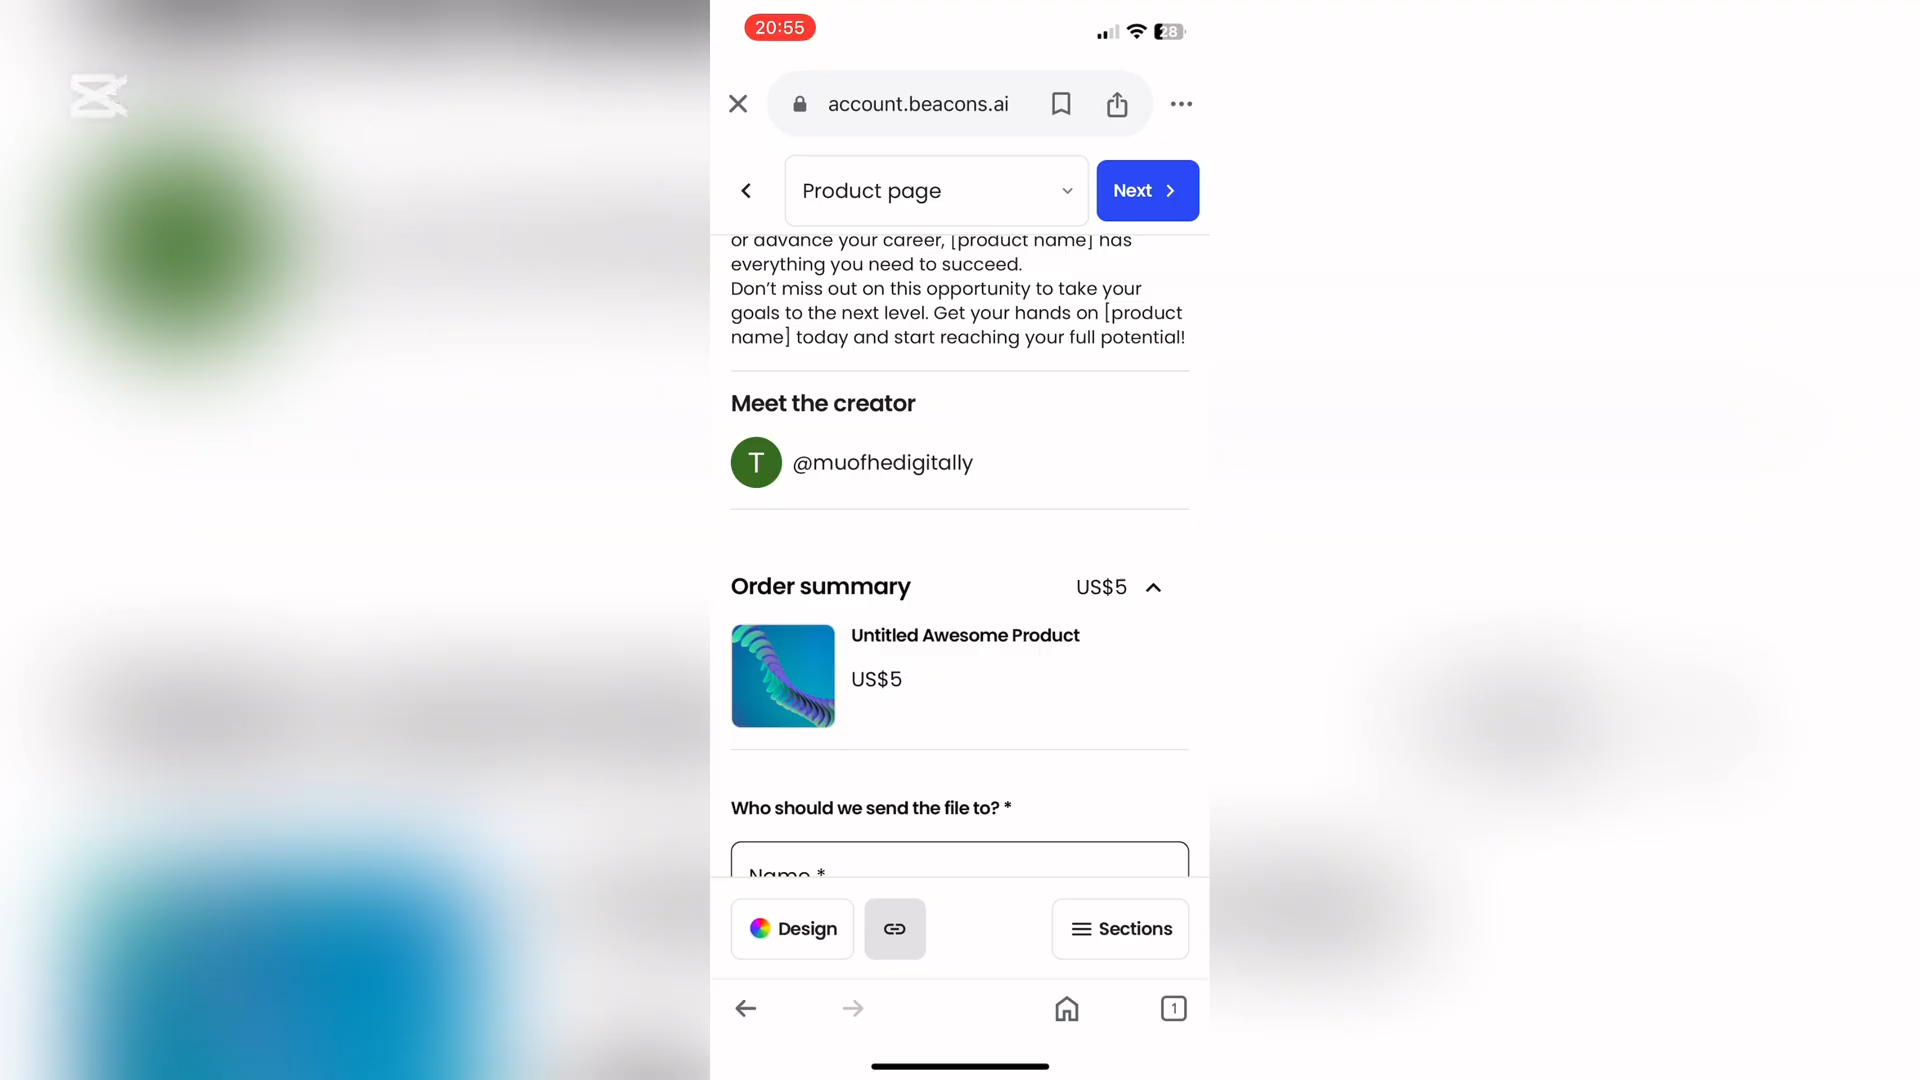 20:55
28
account.beacons.ai
Product page
Next
or advance your career, [product name] has
everything you need to succeed.
Don't miss out on this opportunity to take your
goals to the next level. Get your hands on [product
name] today and start reaching your full potential!
Meet the creator
T
@muofhedigitally
Order summary
US$5
Untitled Awesome Product
US$5
Who should we send the file to? *
Name *
Design
Sections
1